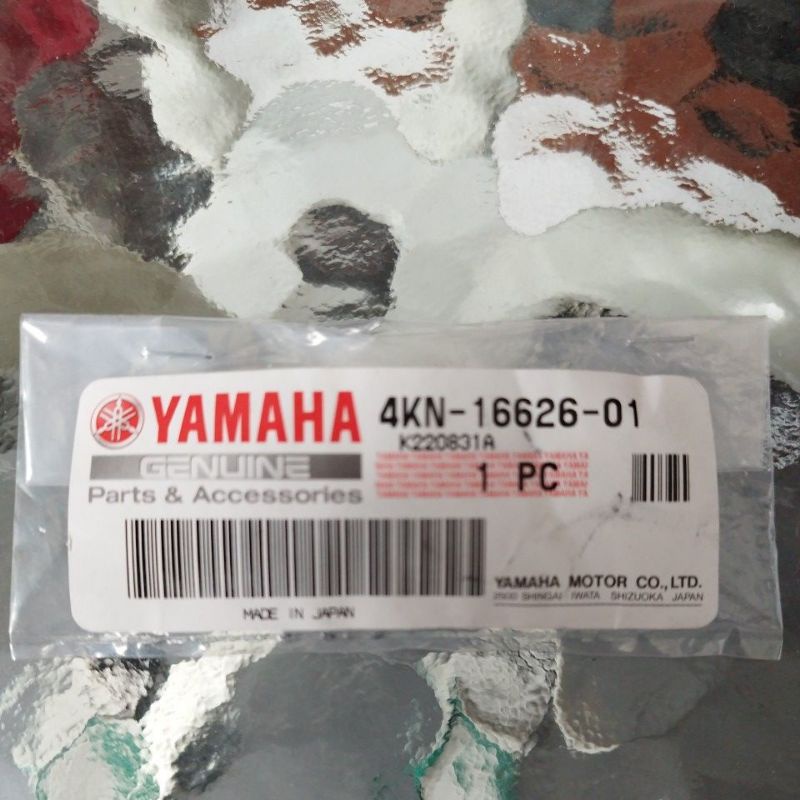 YAMAHA 4KN-16626-01
K220831A
GENUINE
1 PC
Parts & Accessories
YAMAHA MOTOR CO.,LTD.
2500 SHINGAI IWATA SHIZUOKA JAPAN
MADE IN JAPAN